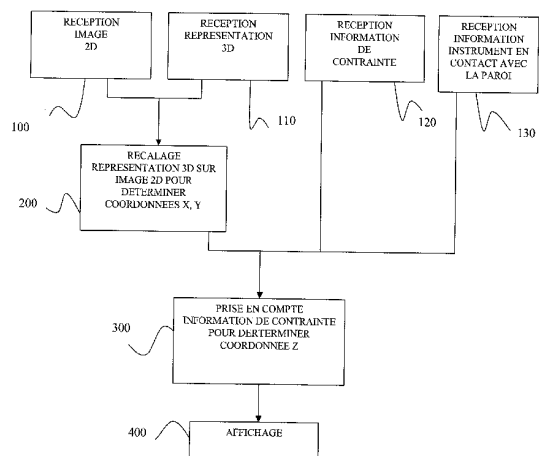 RECEPTION
IMAGE
2D
RECEPTION
REPRESENTATION
3D
RECEPTION
INFORMATION
DE
CONTRAINTE
RECEPTION
INFORMATION
INSTRUMENT EN
CONTACT AVEC
LA PAROI
100
110
120
130
RECALAGE
REPRESENTATION 3D SUR
IMAGE 2D POUR
DETERMINER
COORDONNEES X, Y
200
PRISE EN COMPTE
INFORMATION DE CONTRAINTE
POUR DERTERMINER
COORDONNEE Z
300
400
AFFICHAGE